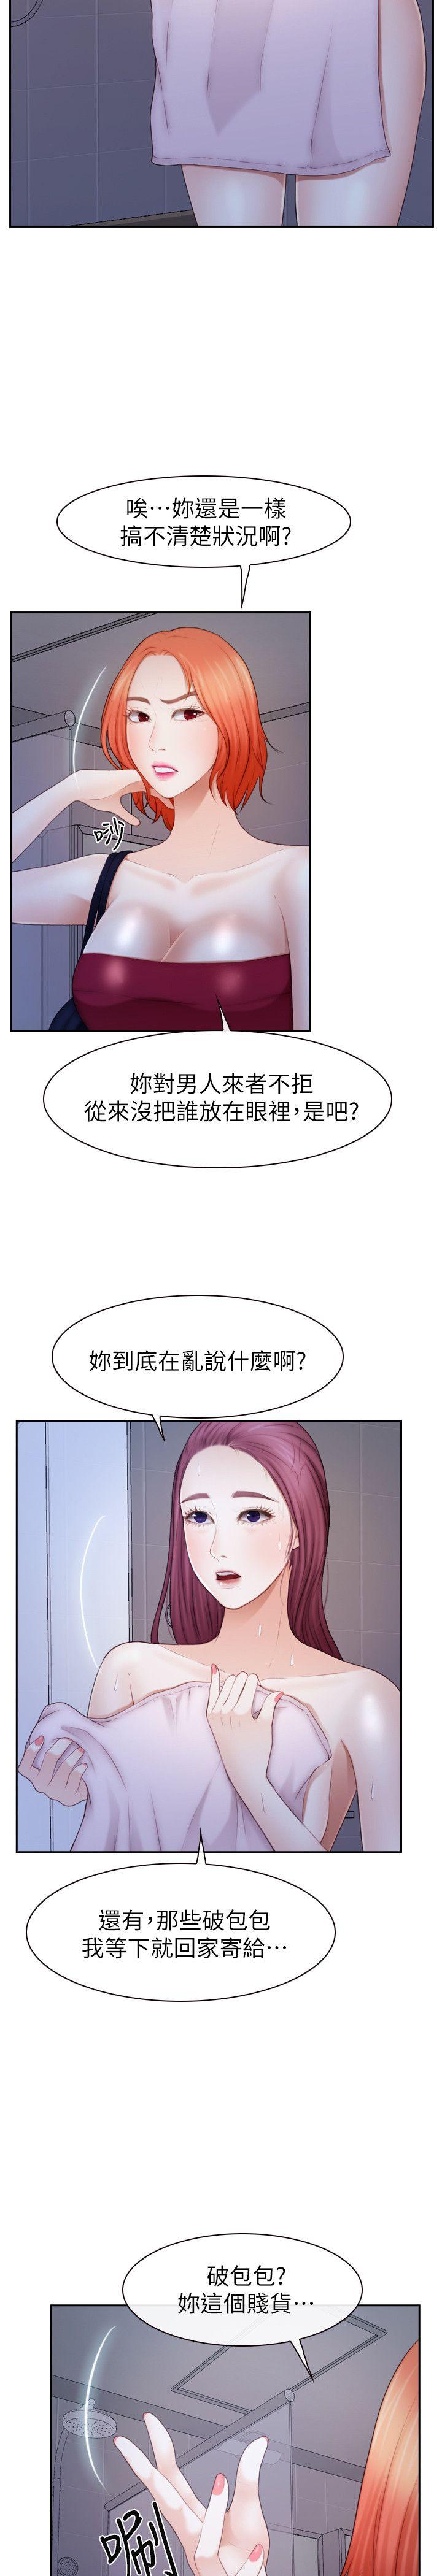 唉…妳還是一樣
搞不清楚狀況啊?
唦
妳對男人來者不拒
從來沒把誰放在眼裡,是吧?
妳到底在亂說什麼啊?
還有,那些破包包
我等下就回家寄給…
破包包?
妳這個賤貨…
唰